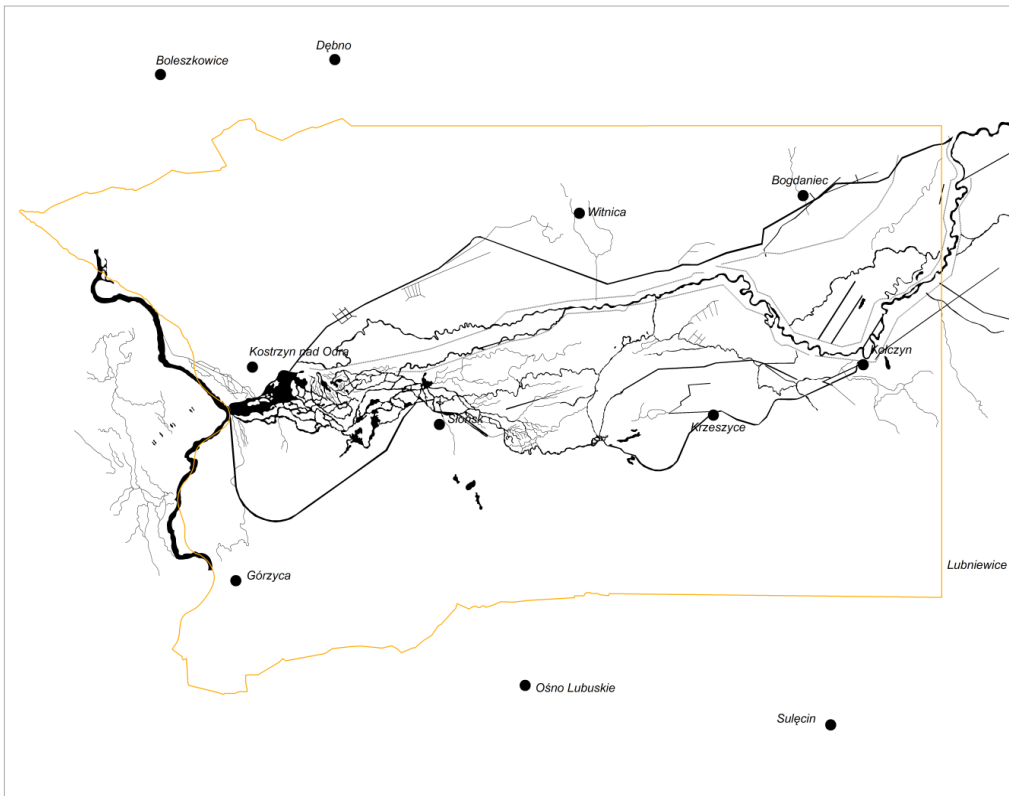 Dębno
Boleszkowice
Bogdaniec
Witnica
Kostrzyn nad Odrą
Kołczyn
Słońsk
Krzeszyce
Lubniewice
Górzyca
Ośno Lubuskie
Sulęcin